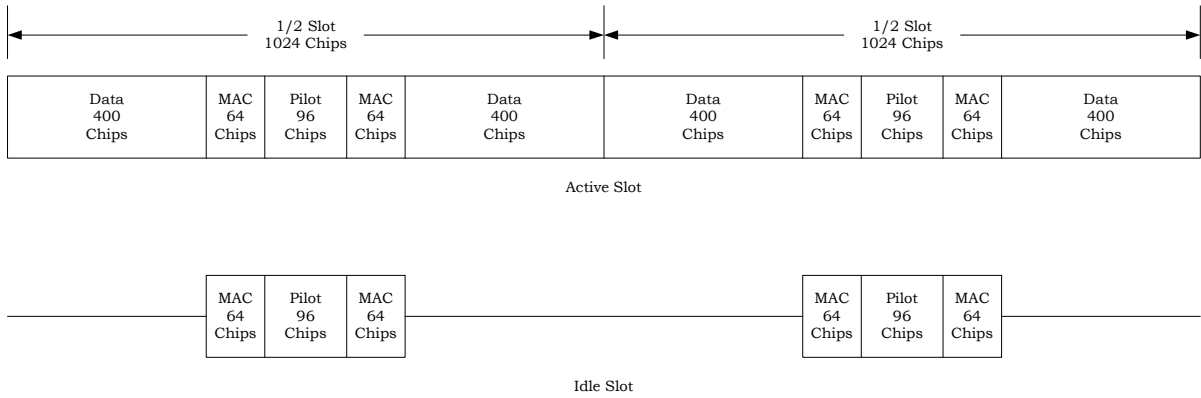 1/2 Slot
1024 Chips
1/2 Slot
1024 Chips
Data
400
Chips
MAC
64
Chips
Pilot
96
Chips
MAC
64
Chips
Data
400
Chips
Data
400
Chips
MAC
64
Chips
Pilot
96
Chips
MAC
64
Chips
Data
400
Chips
Active Slot
MAC
64
Chips
Pilot
96
Chips
MAC
64
Chips
MAC
64
Chips
Pilot
96
Chips
MAC
64
Chips
Idle Slot